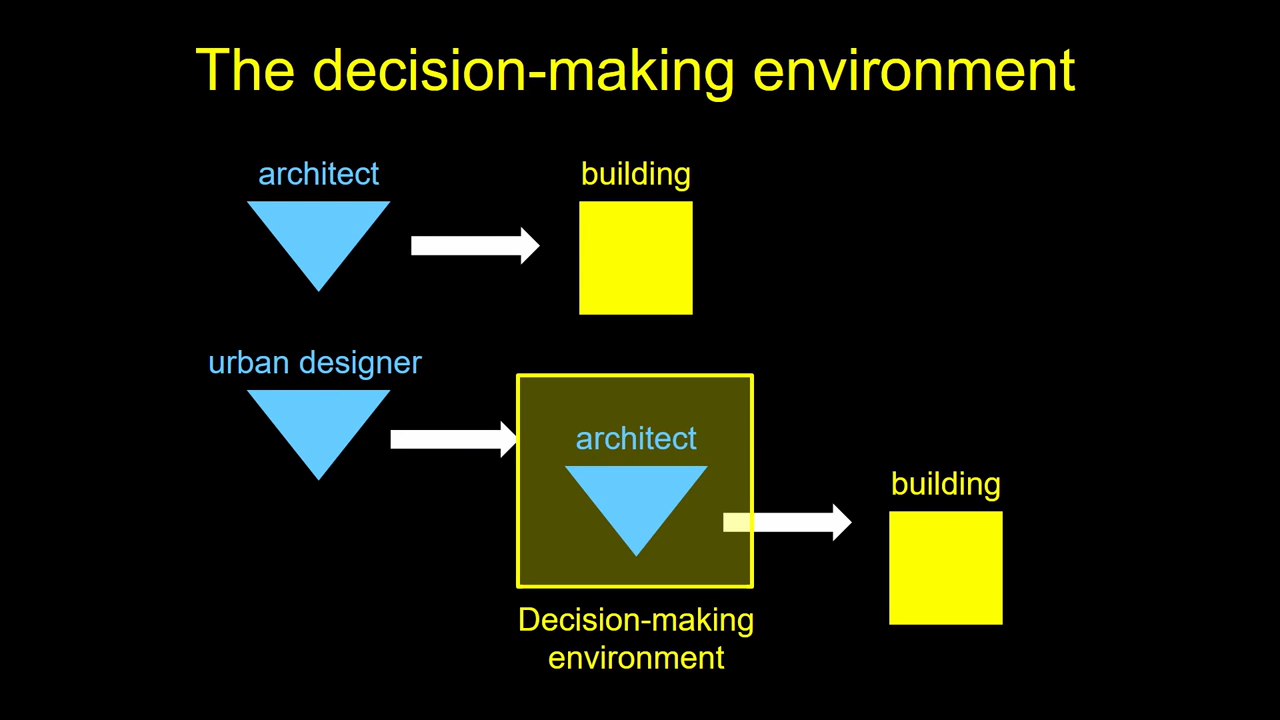 The decision-making environment
architect
building
urban designer
architect
building
Decision-making
environment